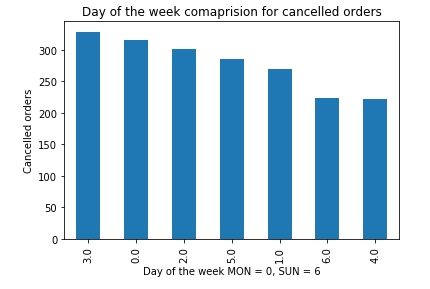 Day of the week comaprision for cancelled orders
Cancelled orders
300
250
200
150
100
50
0
3.0 0.0 2.0 5.0 1.0 6.0 4.0
Day of the week MON = 0, SUN = 6